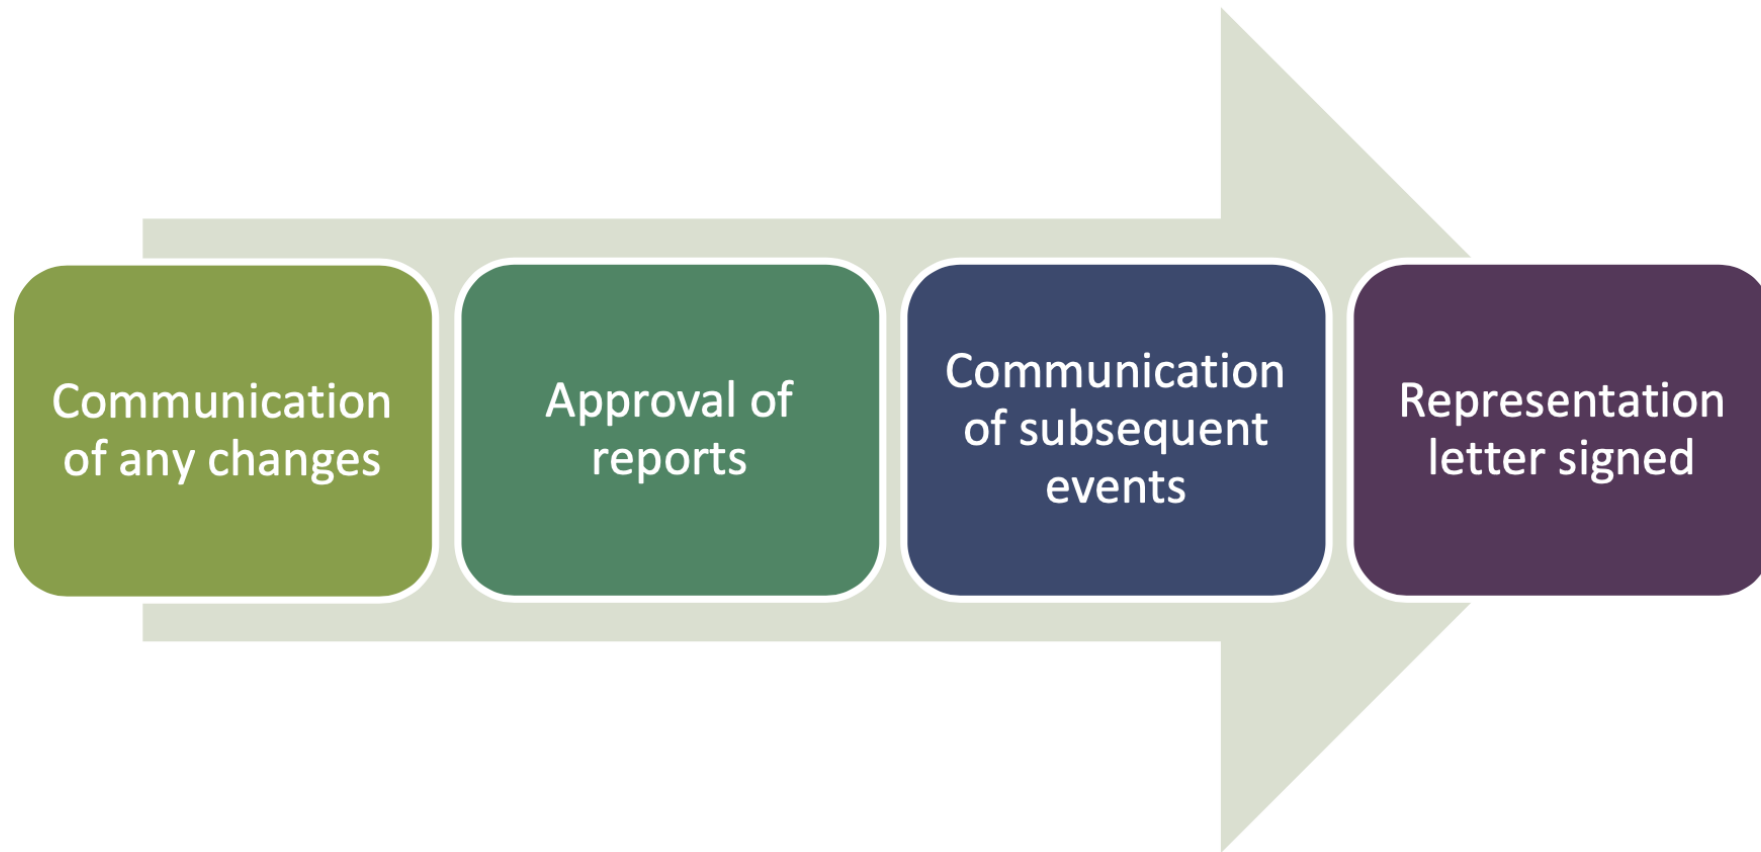 Communication
of any changes
Approval of
reports
Communication
of subsequent
events
Representation
letter signed